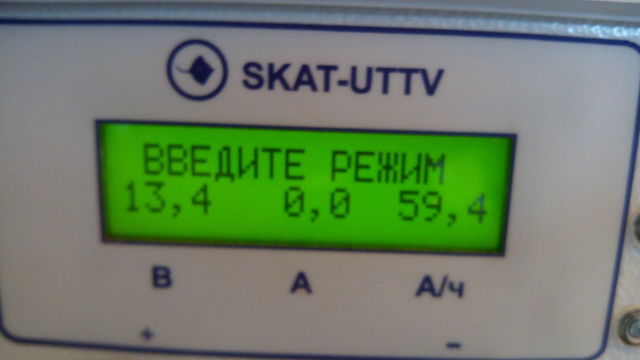 SKAT-UTTV
ВВЕДИТЕ РЕЖИМ
13,4 0,0 59,4
В А А/ч
+ -